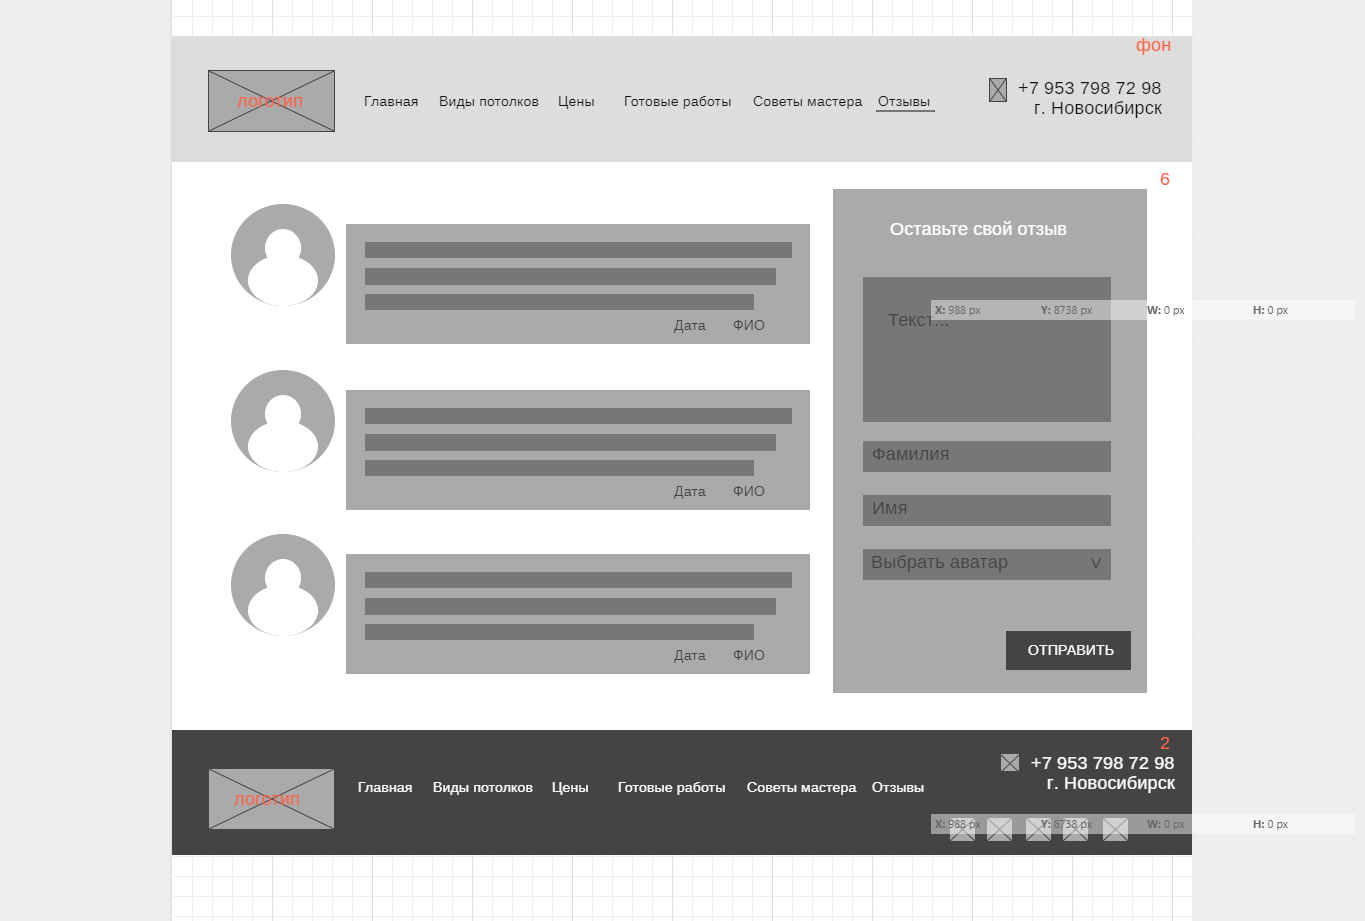 фон
логотип
Главная Виды потолков Цены Готовые работы Советы мастера Отзывы
+7 953 798 72 98
г. Новосибирск
6
Оставьте свой отзыв
X: 988 px Y: 8738 px W: 0 px H: 0 px
Текст...
Дата ФИО
Фамилия
Дата ФИО
Имя
Выбрать аватар V
Дата ФИО
ОТПРАВИТЬ
2
+7 953 798 72 98
г. Новосибирск
логотип
Главная Виды потолков Цены Готовые работы Советы мастера Отзывы
X: 988 px Y: 8738 px W: 0 px H: 0 px